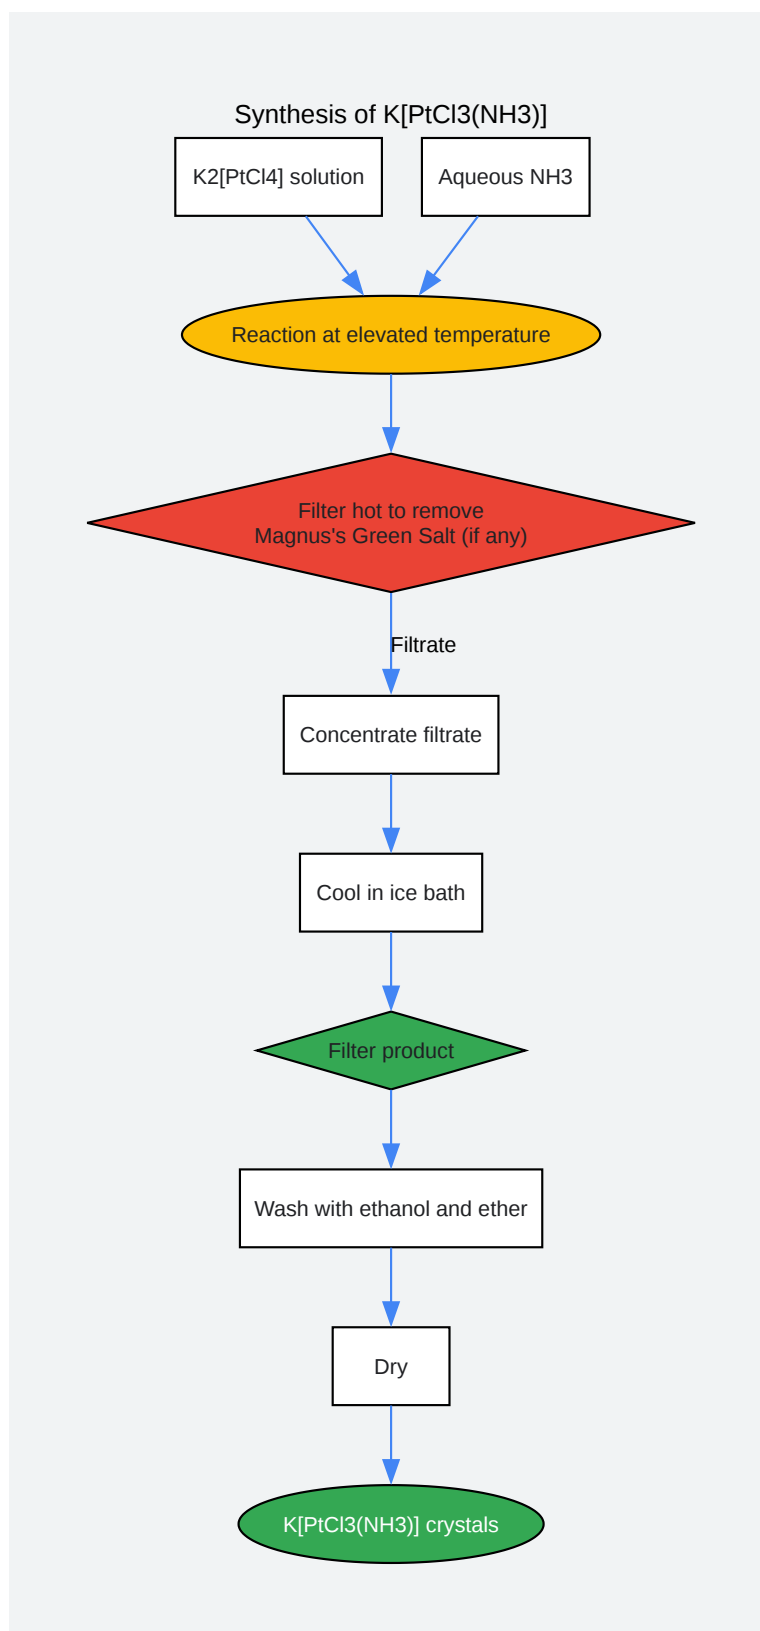 Synthesis of K[PtCl3(NH3)]
K2[PtCl4] solution
Aqueous NH3
Reaction at elevated temperature
Filter hot to remove
Magnus's Green Salt (if any)
Filtrate
Concentrate filtrate
Cool in ice bath
Filter product
Wash with ethanol and ether
Dry
K[PtCl3(NH3)] crystals